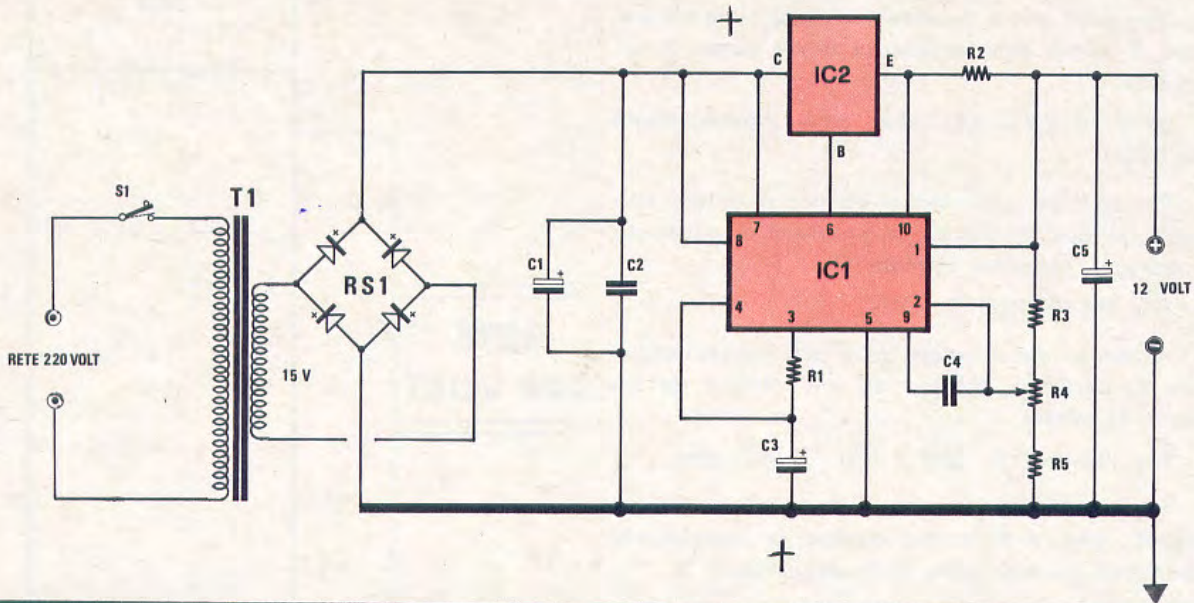 C
IC2
E
R2
B
S1
T1
RS1
C1
+
C2
7
6
10
8
IC1
1
4
2
3
5
9
C5
+
12 VOLT
+
-
R3
RETE 220 VOLT
15 V
R1
C4
R4
C3
+
R5